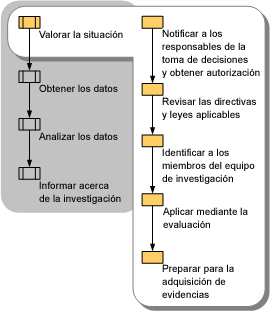 Valorar la situación
Obtener los datos
Analizar los datos
Informar acerca
de la investigación
Notificar a los
responsables de la
toma de decisiones
y obtener autorización
Revisar las directivas
y leyes aplicables
Identificar a los
miembros del equipo
de investigación
Aplicar mediante la
evaluación
Preparar para la
adquisición de
evidencias